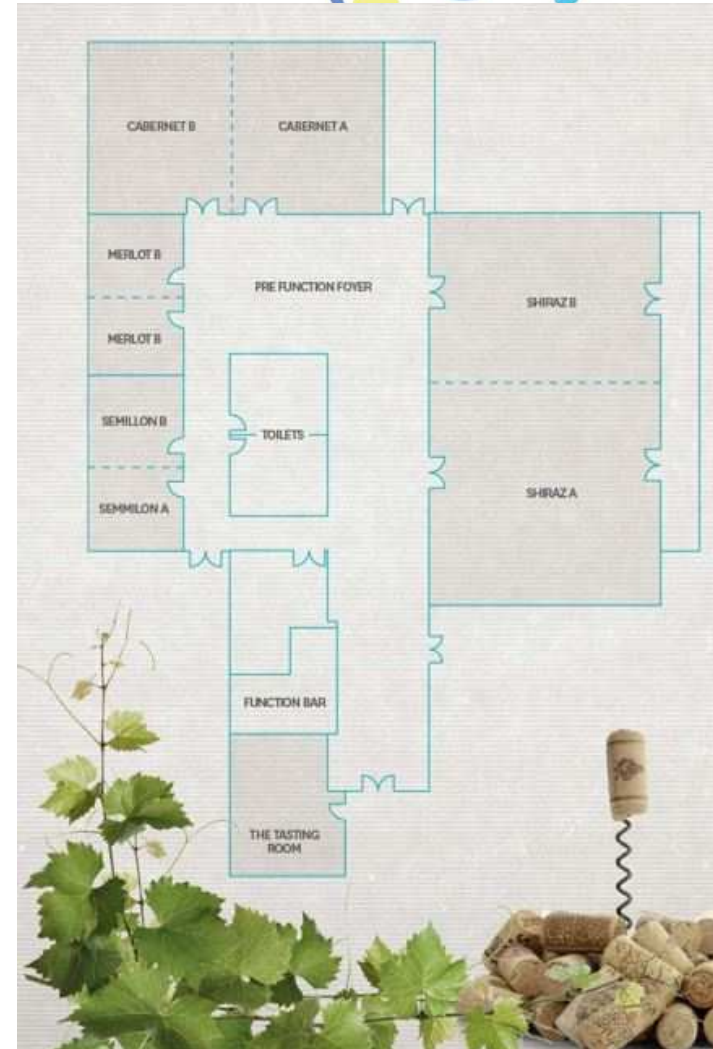 CABERNET B
CABERNET A
MERLOT B
PRE FUNCTION FOYER
SHIRAZ B
MERLOT B
SEMILLON B
TOILETS
SEMMILON A
SHIRAZ A
FUNCTION BAR
THE TASTING
ROOM